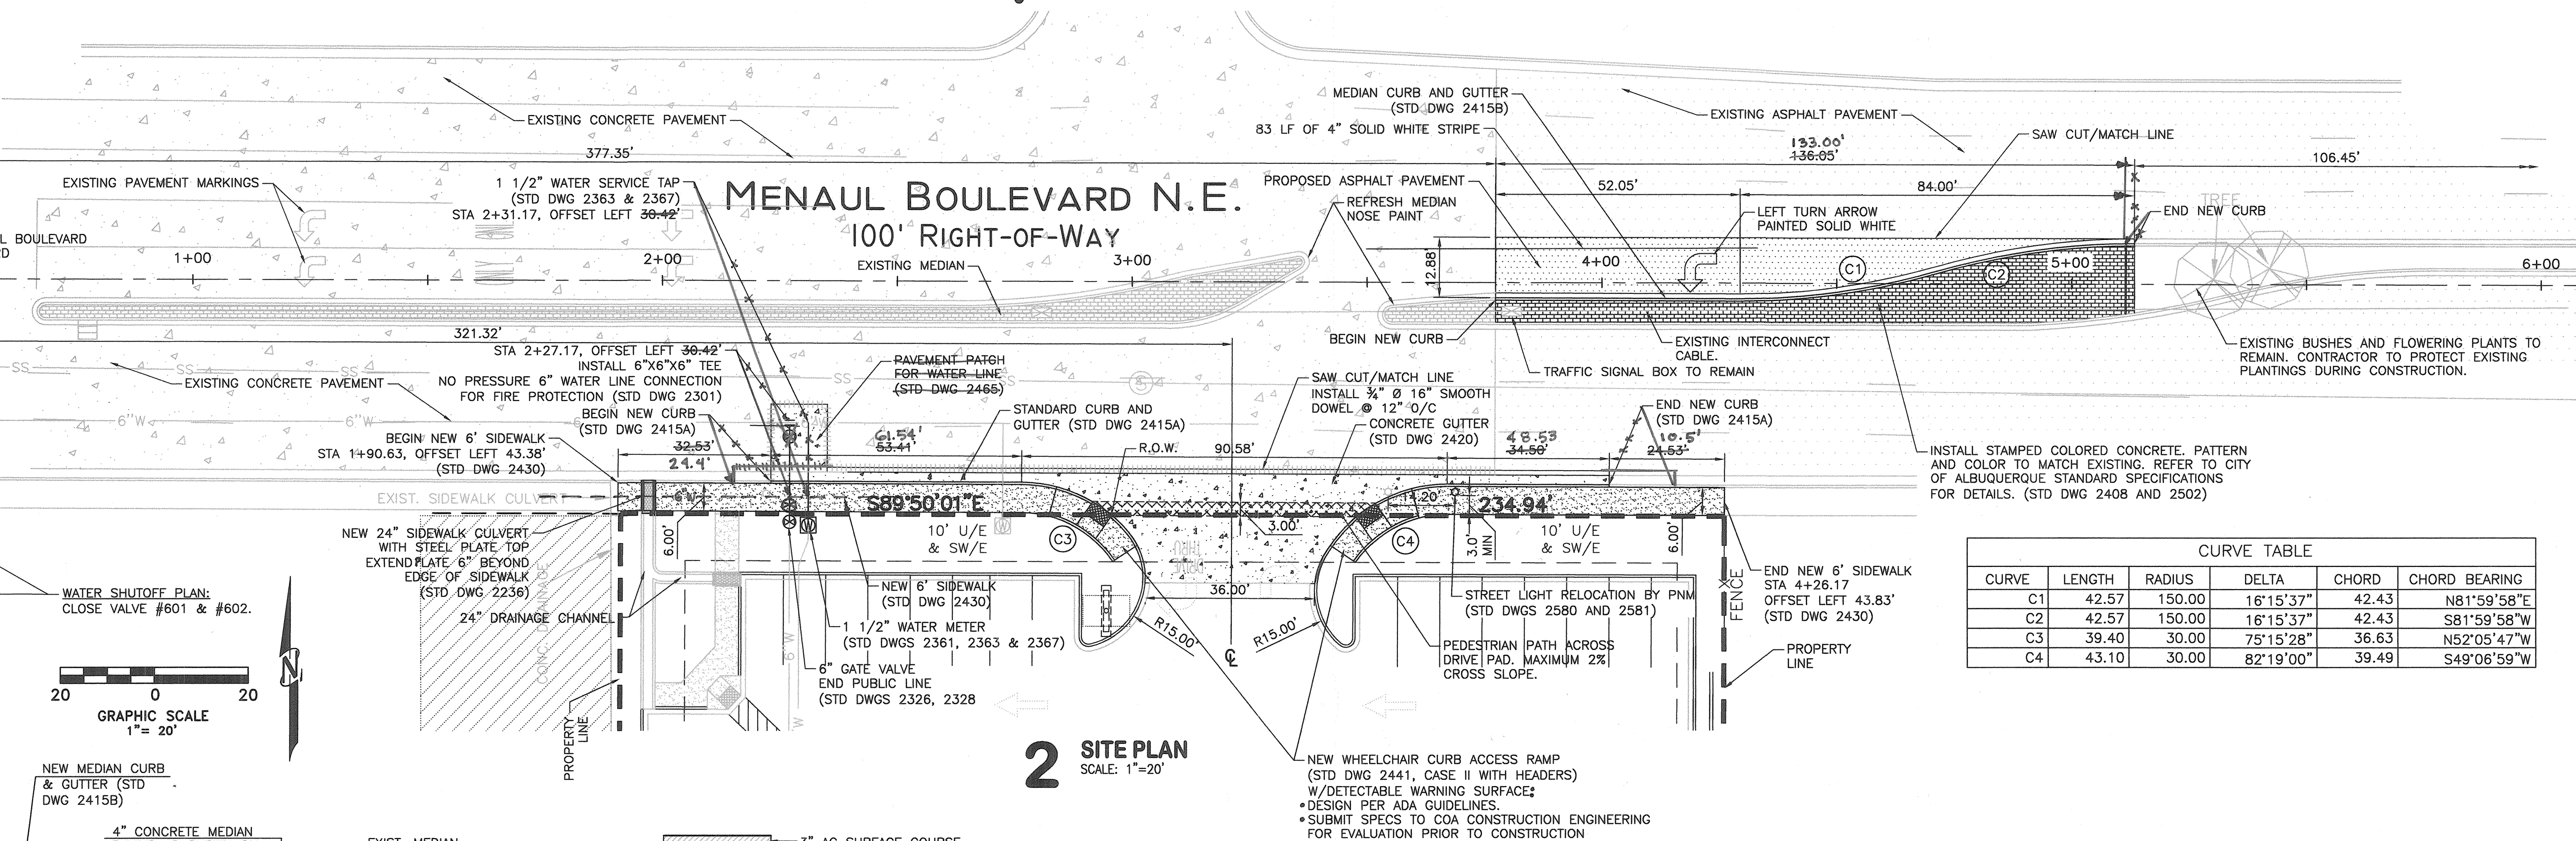 EXISTING CONCRETE PAVEMENT
377.35'
EXISTING PAVEMENT MARKINGS
1 1/2" WATER SERVICE TAP
(STD DWG 2363 & 2367)
STA 2+31.17, OFFSET LEFT 30.42'
MENAUL BOULEVARD N.E.
100' RIGHT-OF-WAY
MEDIAN CURB AND GUTTER
(STD DWG 2415B)
83 LF OF 4" SOLID WHITE STRIPE
PROPOSED ASPHALT PAVEMENT
REFRESH MEDIAN
NOSE PAINT
EXISTING ASPHALT PAVEMENT
133.00'
136.05'
SAW CUT/MATCH LINE
106.45'
52.05'
84.00'
TREE
LEFT TURN ARROW
PAINTED SOLID WHITE
END NEW CURB
L BOULEVARD
RD
1+00
2+00
EXISTING MEDIAN
3+00
12.88'
4+00
C1
C2
5+00
6+00
321.32'
BEGIN NEW CURB
EXISTING INTERCONNECT
CABLE.
TRAFFIC SIGNAL BOX TO REMAIN
EXISTING BUSHES AND FLOWERING PLANTS TO
REMAIN. CONTRACTOR TO PROTECT EXISTING
PLANTINGS DURING CONSTRUCTION.
STA 2+27.17, OFFSET LEFT 30.42'
INSTALL 6"X6"X6" TEE
NO PRESSURE 6" WATER LINE CONNECTION
FOR FIRE PROTECTION (STD DWG 2301)
PAVEMENT PATCH
FOR WATER LINE
(STD DWG 2465)
SS
SS
SS
SS
SS
S
EXISTING CONCRETE PAVEMENT
6"W
6"W
BEGIN NEW CURB
(STD DWG 2415A)
STANDARD CURB AND
GUTTER (STD DWG 2415A)
SAW CUT/MATCH LINE
INSTALL ¾" Ø 16" SMOOTH
DOWEL @ 12" O/C
CONCRETE GUTTER
(STD DWG 2420)
END NEW CURB
(STD DWG 2415A)
BEGIN NEW 6' SIDEWALK
STA 1+90.63, OFFSET LEFT 43.38'
(STD DWG 2430)
32.53'
24.4'
61.54'
53.41'
R.O.W.
90.58'
48.53
34.50'
10.5'
24.53'
INSTALL STAMPED COLORED CONCRETE. PATTERN
AND COLOR TO MATCH EXISTING. REFER TO CITY
OF ALBUQUERQUE STANDARD SPECIFICATIONS
FOR DETAILS. (STD DWG 2408 AND 2502)
EXIST. SIDEWALK CULVERT
6"W
S89°50'01"E
234.94'
NEW 24" SIDEWALK CULVERT
WITH STEEL PLATE TOP
EXTEND PLATE 6" BEYOND
EDGE OF SIDEWALK
(STD DWG 2236)
6.00'
W
W
10' U/E
& SW/E
C3
3.00'
C4
3.0'
MIN
10' U/E
& SW/E
6.00'
DRIVE
THRU
CONC. DRAINAGE
24" DRAINAGE CHANNEL
NEW 6' SIDEWALK
(STD DWG 2430)
36.00'
STREET LIGHT RELOCATION BY PNM
(STD DWGS 2580 AND 2581)
FENCE
END NEW 6' SIDEWALK
STA 4+26.17
OFFSET LEFT 43.83'
(STD DWG 2430)
WATER SHUTOFF PLAN:
CLOSE VALVE #601 & #602.
1 1/2" WATER METER
(STD DWGS 2361, 2363 & 2367)
R15.00'
R15.00'
PEDESTRIAN PATH ACROSS
DRIVE PAD. MAXIMUM 2%
CROSS SLOPE.
PROPERTY
LINE
6" GATE VALVE
END PUBLIC LINE
(STD DWGS 2326, 2328
6 W
W
PROPERTY
LINE
CURVE TABLE
CURVE LENGTH RADIUS DELTA CHORD CHORD BEARING
C1 42.57 150.00 16°15'37" 42.43 N81°59'58"E
C2 42.57 150.00 16°15'37" 42.43 S81°59'58"W
C3 39.40 30.00 75°15'28" 36.63 N52°05'47"W
C4 43.10 30.00 82°19'00" 39.49 S49°06'59"W
20 0 20
GRAPHIC SCALE
1"= 20'
N
2 SITE PLAN
SCALE: 1"=20'
NEW WHEELCHAIR CURB ACCESS RAMP
(STD DWG 2441, CASE II WITH HEADERS)
W/DETECTABLE WARNING SURFACE:
• DESIGN PER ADA GUIDELINES.
• SUBMIT SPECS TO COA CONSTRUCTION ENGINEERING
FOR EVALUATION PRIOR TO CONSTRUCTION
NEW MEDIAN CURB
& GUTTER (STD
DWG 2415B)
4" CONCRETE MEDIAN
EXIST. MEDIAN
3" AC SURFACE COURSE